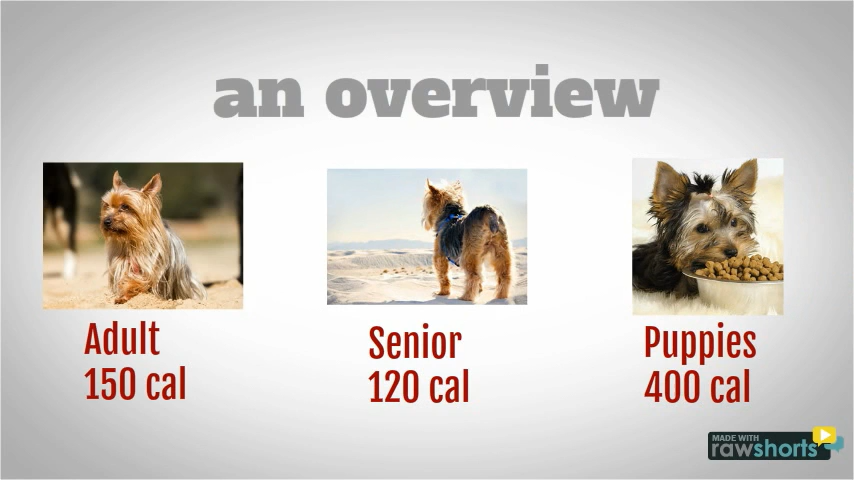 an overview
Adult
150 cal
Senior
120 cal
Puppies
400 cal
MADE WITH
rawshorts